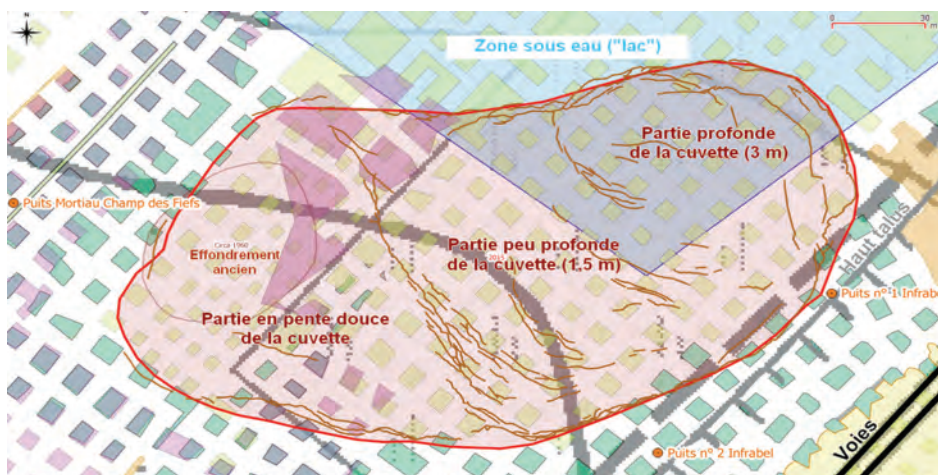 N
30 m
Zone sous eau ("lac")
Partie profonde
de la cuvette (3 m)
Puits Mortiau Champ des Fiefs
Circa 1960
Effondrement
ancien
Partie peu profonde
2015
de la cuvette (1.5 m)
Haut talus
Puits n° 1 Infrabel
Partie en pente douce
de la cuvette
Voies
Puits n° 2 Infrabel